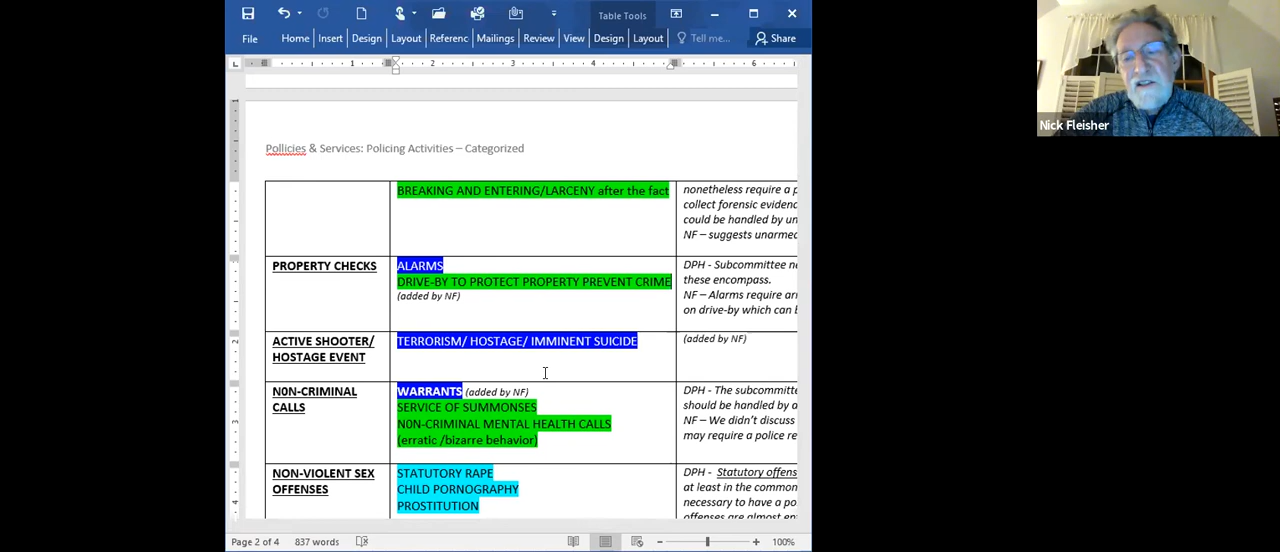 Table Tools
File Home Insert Design Layout Referenc Mailings Review View Design Layout Tell me... Share
1 2 3 4 6
Pollicies & Services: Policing Activities – Categorized
BREAKING AND ENTERING/LARCENY after the fact
nonetheless require a p
collect forensic evidenc
could be handled by un
NF – suggests unarmed
PROPERTY CHECKS
ALARMS
DRIVE-BY TO PROTECT PROPERTY PREVENT CRIME
(added by NF)
DPH - Subcommittee ne
these encompass.
NF – Alarms require arm
on drive-by which can b
ACTIVE SHOOTER/
HOSTAGE EVENT
TERRORISM/ HOSTAGE/ IMMINENT SUICIDE
(added by NF)
N0N-CRIMINAL
CALLS
WARRANTS (added by NF)
SERVICE OF SUMMONSES
N0N-CRIMINAL MENTAL HEALTH CALLS
(erratic /bizarre behavior)
DPH - The subcommitte
should be handled by a
NF – We didn't discuss
may require a police re
NON-VIOLENT SEX
OFFENSES
STATUTORY RAPE
CHILD PORNOGRAPHY
PROSTITUTION
DPH - Statutory offens
at least in the common
necessary to have a po
Page 2 of 4 837 words 100%
Nick Fleisher